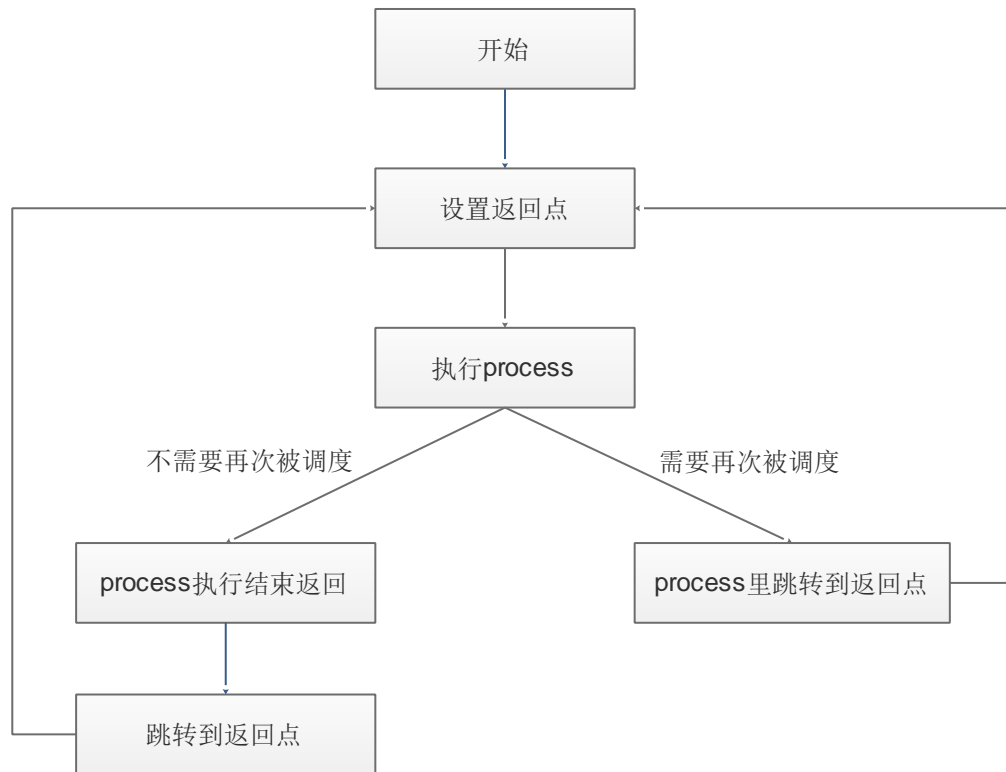 开始
设置返回点
执行process
不需要再次被调度
需要再次被调度
process执行结束返回
process里跳转到返回点
跳转到返回点